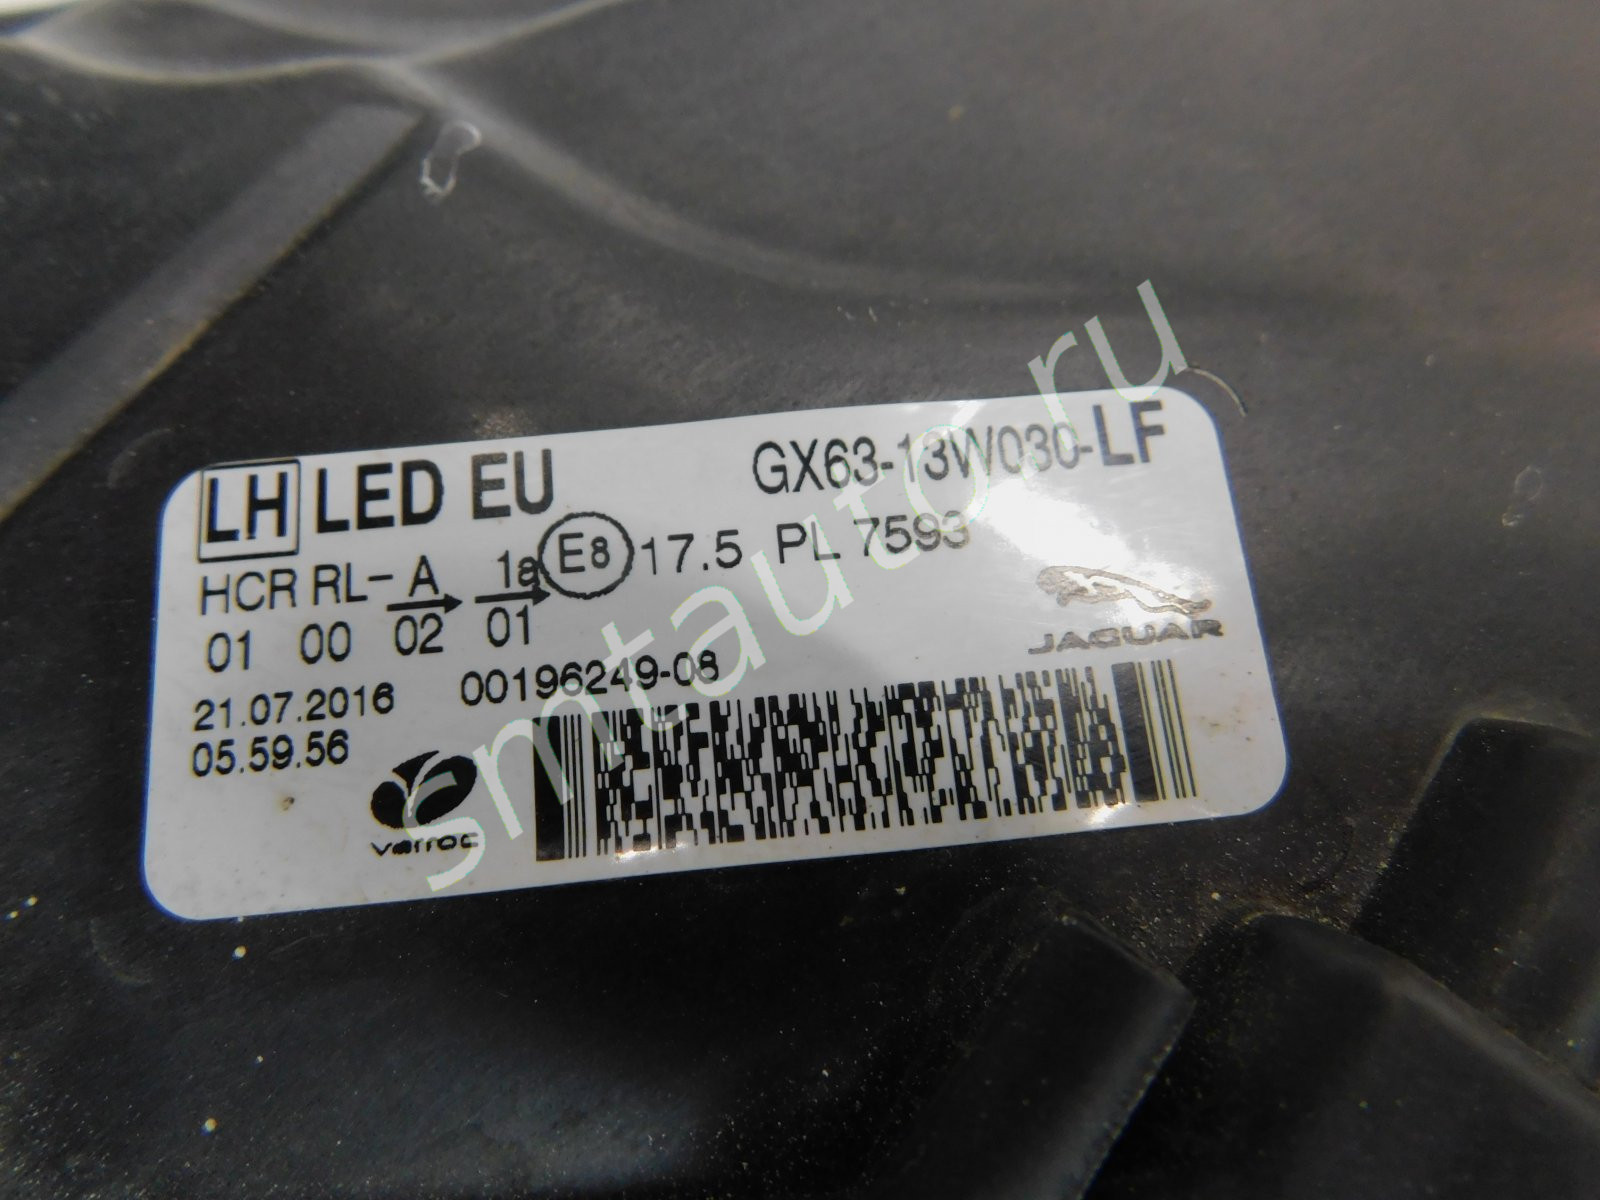 LH LED EU GX63-13W030-LF
HCR RL- A 1a E8 17.5 PL 7593
01 00 02 01
JAGUAR
21.07.2016 00196249-08
05.59.56
varroc
smtauto.ru